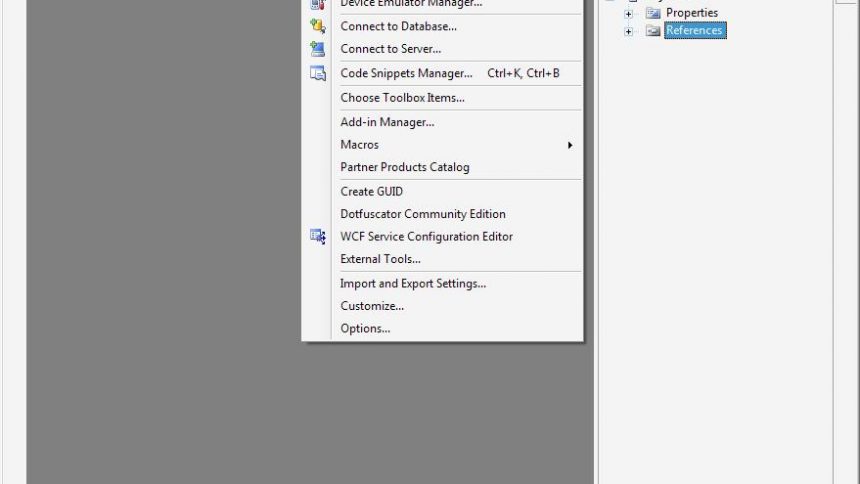 Device Emulator Manager...
Connect to Database...
Connect to Server...
Code Snippets Manager... Ctrl+K, Ctrl+B
Choose Toolbox Items...
Add-in Manager...
Macros
Partner Products Catalog
Create GUID
Dotfuscator Community Edition
WCF Service Configuration Editor
External Tools...
Import and Export Settings...
Customize...
Options...
Properties
References